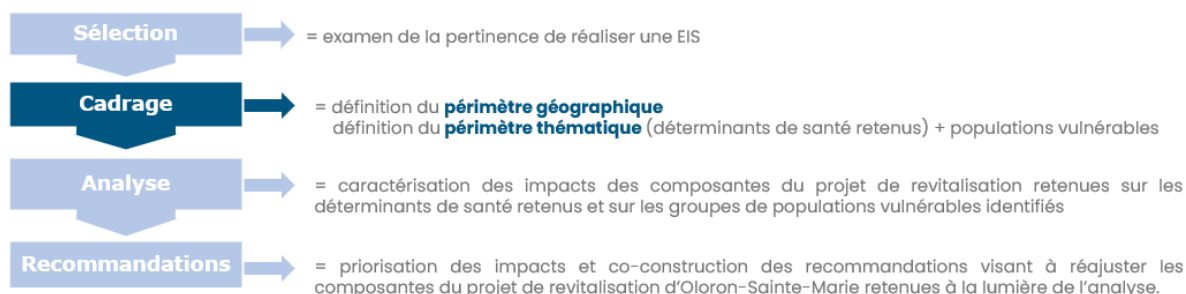 Sélection
= examen de la pertinence de réaliser une EIS
Cadrage
= définition du périmètre géographique
définition du périmètre thématique (déterminants de santé retenus) + populations vulnérables
Analyse
= caractérisation des impacts des composantes du projet de revitalisation retenues sur les
déterminants de santé retenus et sur les groupes de populations vulnérables identifiés
Recommandations
= priorisation des impacts et co-construction des recommandations visant à réajuster les
composantes du projet de revitalisation d'Oloron-Sainte-Marie retenues à la lumière de l'analyse.